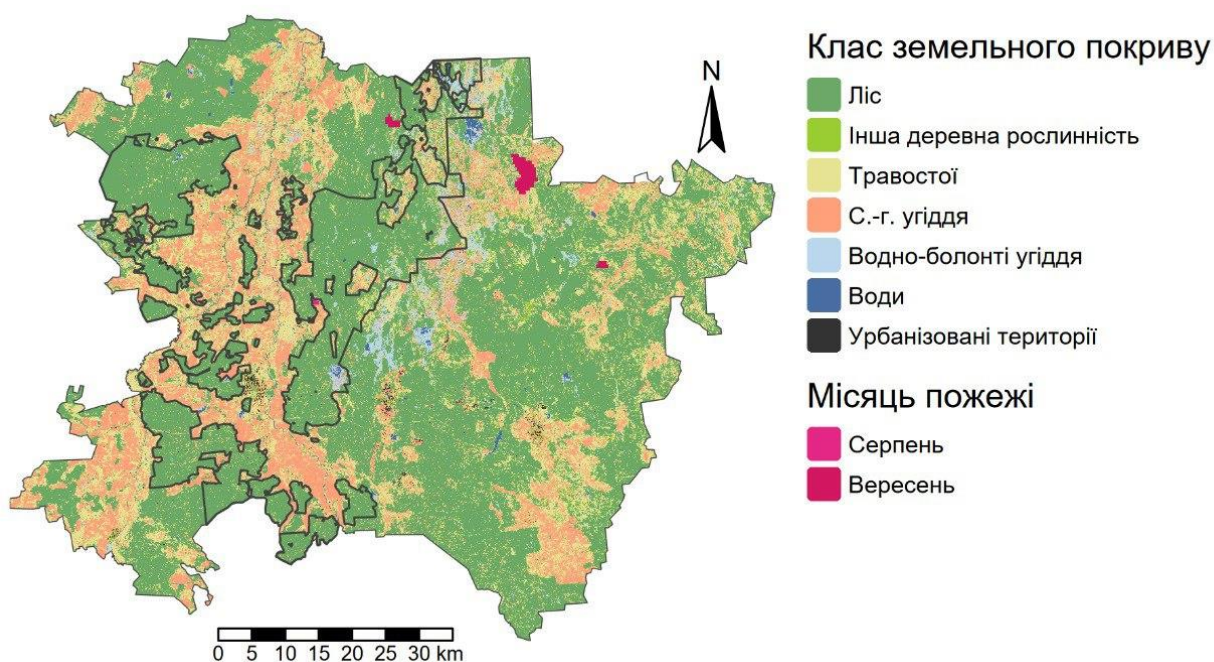 Клас земельного покриву
N
Ліс
Інша деревна рослинність
Травостої
С.-г. угіддя
Водно-болонті угіддя
Води
Урбанізовані території
Місяць пожежі
Серпень
Вересень
0 5 10 15 20 25 30 km